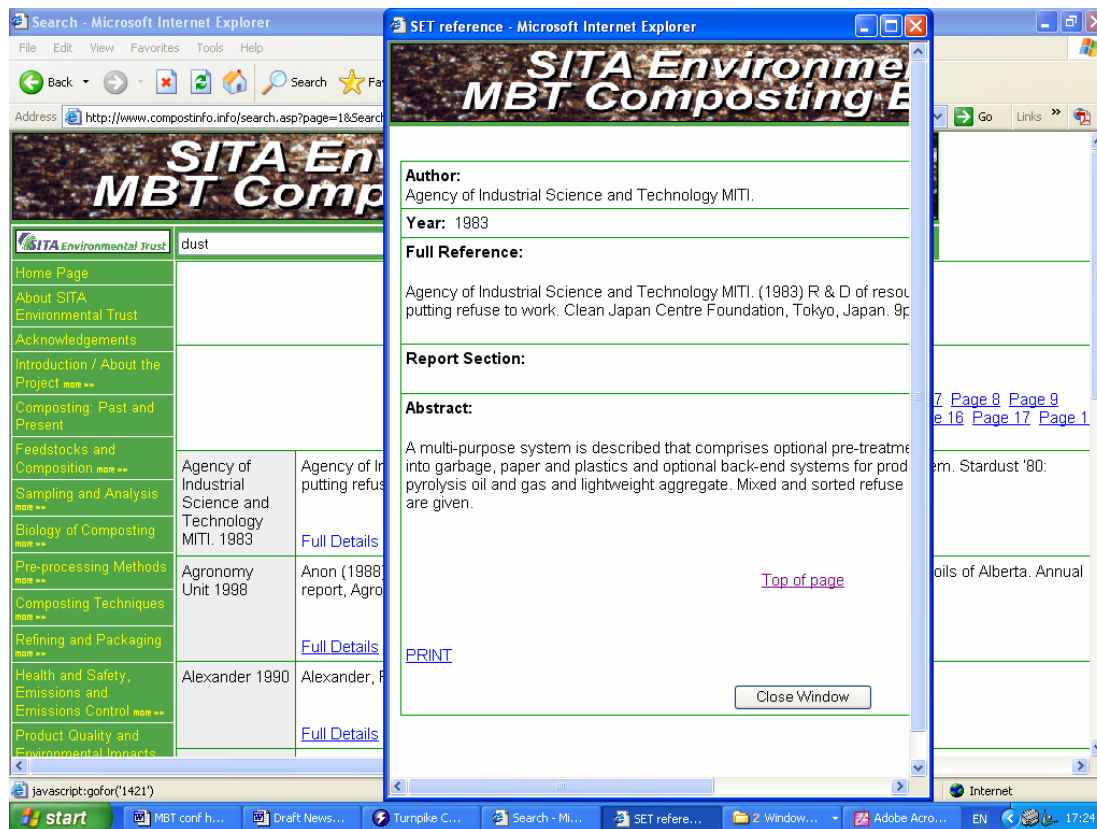 Search - Microsoft Internet Explorer
File Edit View Favorites Tools Help
Back Search
Address http://www.compostinfo.info/search.asp?page=1&Search
Go Links »
SITA En
MBT Comp
SITA Environmental Trust
dust
Home Page
About SITA
Environmental Trust
Acknowledgements
Introduction / About the
Project more »»
Composting: Past and
Present
Feedstocks and
Composition more »»
Sampling and Analysis
more »»
Biology of Composting
more »»
Pre-processing Methods
more »»
Composting Techniques
more »»
Refining and Packaging
more »»
Health and Safety,
Emissions and
Emissions Control more »»
Product Quality and
Environmental Impacts
7 Page 8 Page 9
e 16 Page 17 Page 1
Agency of
Industrial
Science and
Technology
MITI. 1983
Agency of In
putting refus
em. Stardust '80:
Full Details
Agronomy
Unit 1998
Anon (1988)
report, Agro
oils of Alberta. Annual
Full Details
Alexander 1990
Alexander, F
Full Details
SET reference - Microsoft Internet Explorer
SITA Environme
MBT Composting E
Author:
Agency of Industrial Science and Technology MITI.
Year: 1983
Full Reference:
Agency of Industrial Science and Technology MITI. (1983) R & D of resou
putting refuse to work. Clean Japan Centre Foundation, Tokyo, Japan. 9p
Report Section:
Abstract:
A multi-purpose system is described that comprises optional pre-treatme
into garbage, paper and plastics and optional back-end systems for prod
pyrolysis oil and gas and lightweight aggregate. Mixed and sorted refuse
are given.
Top of page
PRINT
Close Window
javascript:gofor('1421')
Internet
start
MBT conf h...
Draft News...
Turnpike C...
Search - Mi...
SET refere...
2 Window...
Adobe Acro...
EN
17:24